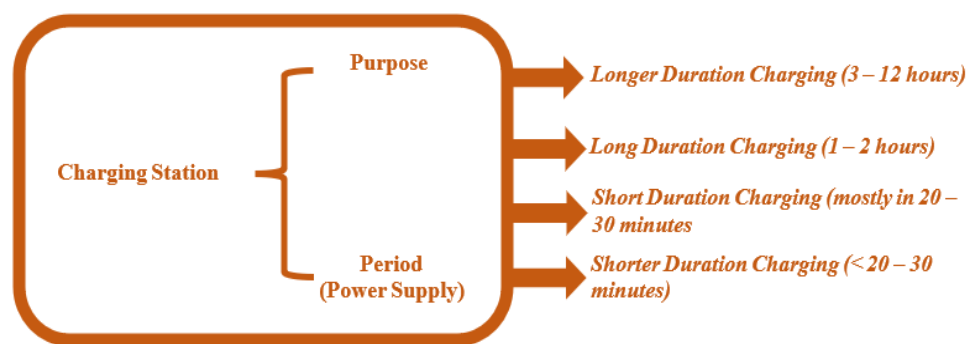 Purpose
Longer Duration Charging (3 – 12 hours)
Long Duration Charging (1 – 2 hours)
Charging Station
Short Duration Charging (mostly in 20 –
30 minutes
Period
(Power Supply)
Shorter Duration Charging (< 20 – 30
minutes)